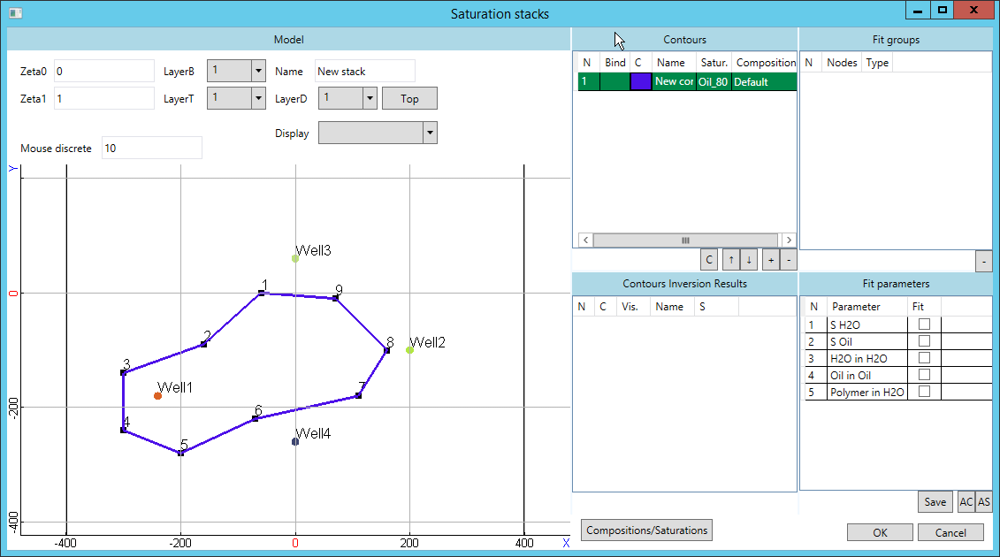 Saturation stacks
Model
Zeta0 0 LayerB 1 Name New stack
Zeta1 1 LayerT 1 LayerD 1 Top
Display
Mouse discrete 10
Y
0
-200
-400
Well3
1
9
2
8
Well2
3
Well1
7
6
4
Well4
5
-400 -200 0 200 400 X
Contours
N Bind C Name Satur. Composition
1 New cor Oil_80 Default
C ↑ ↓ + -
Fit groups
N Nodes Type
-
Contours Inversion Results
N C Vis. Name S
Fit parameters
N Parameter Fit
1 S H2O
2 S Oil
3 H2O in H2O
4 Oil in Oil
5 Polymer in H2O
Save AC AS
Compositions/Saturations OK Cancel